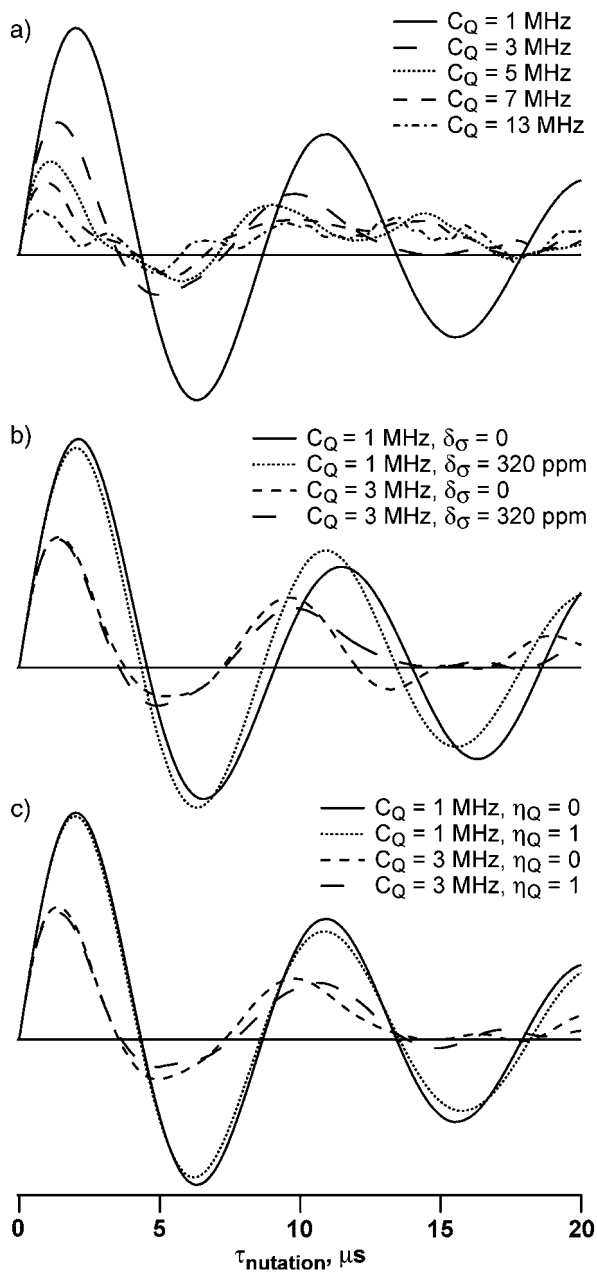 a)
C_Q = 1 MHz
C_Q = 3 MHz
C_Q = 5 MHz
C_Q = 7 MHz
C_Q = 13 MHz
b)
C_Q = 1 MHz, δ_σ = 0
C_Q = 1 MHz, δ_σ = 320 ppm
C_Q = 3 MHz, δ_σ = 0
C_Q = 3 MHz, δ_σ = 320 ppm
c)
C_Q = 1 MHz, η_Q = 0
C_Q = 1 MHz, η_Q = 1
C_Q = 3 MHz, η_Q = 0
C_Q = 3 MHz, η_Q = 1
0 5 10 15 20
τ_nutation, μs